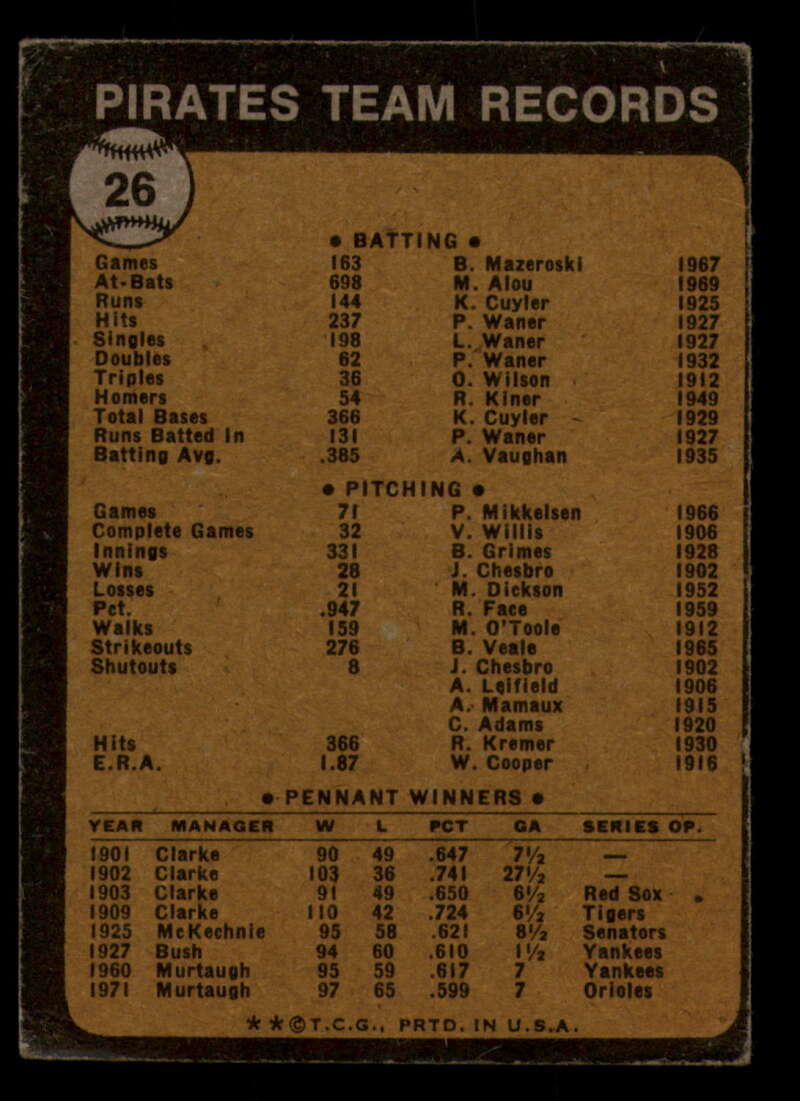 PIRATES TEAM RECORDS
26
• BATTING •
Games 163 B. Mazeroski 1967
At-Bats 698 M. Alou 1969
Runs 144 K. Cuyler 1925
Hits 237 P. Waner 1927
Singles 198 L. Waner 1927
Doubles 62 P. Waner 1932
Triples 36 O. Wilson 1912
Homers 54 R. Kiner 1949
Total Bases 366 K. Cuyler 1929
Runs Batted In 131 P. Waner 1927
Batting Avg. .385 A. Vaughan 1935
• PITCHING •
Games 71 P. Mikkelsen 1966
Complete Games 32 V. Willis 1906
Innings 331 B. Grimes 1928
Wins 28 J. Chesbro 1902
Losses 21 M. Dickson 1952
Pct. .947 R. Face 1959
Walks 159 M. O'Toole 1912
Strikeouts 276 B. Veale 1965
Shutouts 8 J. Chesbro 1902
A. Leifield 1906
A. Mamaux 1915
C. Adams 1920
Hits 366 R. Kremer 1930
E.R.A. 1.87 W. Cooper 1916
• PENNANT WINNERS •
YEAR MANAGER W L PCT GA SERIES OP.
1901 Clarke 90 49 .647 7½ —
1902 Clarke 103 36 .741 27½ —
1903 Clarke 91 49 .650 6½ Red Sox
1909 Clarke 110 42 .724 6½ Tigers
1925 McKechnie 95 58 .621 8½ Senators
1927 Bush 94 60 .610 1½ Yankees
1960 Murtaugh 95 59 .617 7 Yankees
1971 Murtaugh 97 65 .599 7 Orioles
★★©T.C.G., PRTD. IN U.S.A.